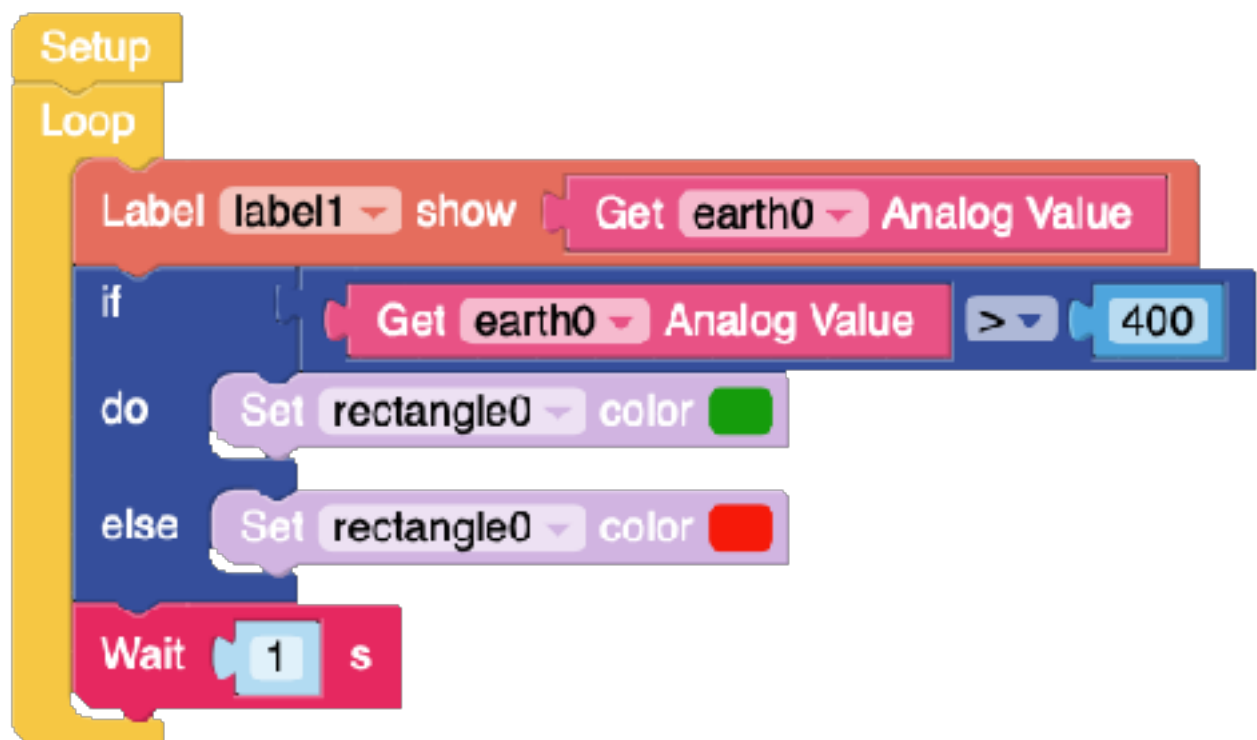 Setup
Loop
Label label1 show Get earth0 Analog Value
if Get earth0 Analog Value > 400
do Set rectangle0 color
else Set rectangle0 color
Wait 1 s